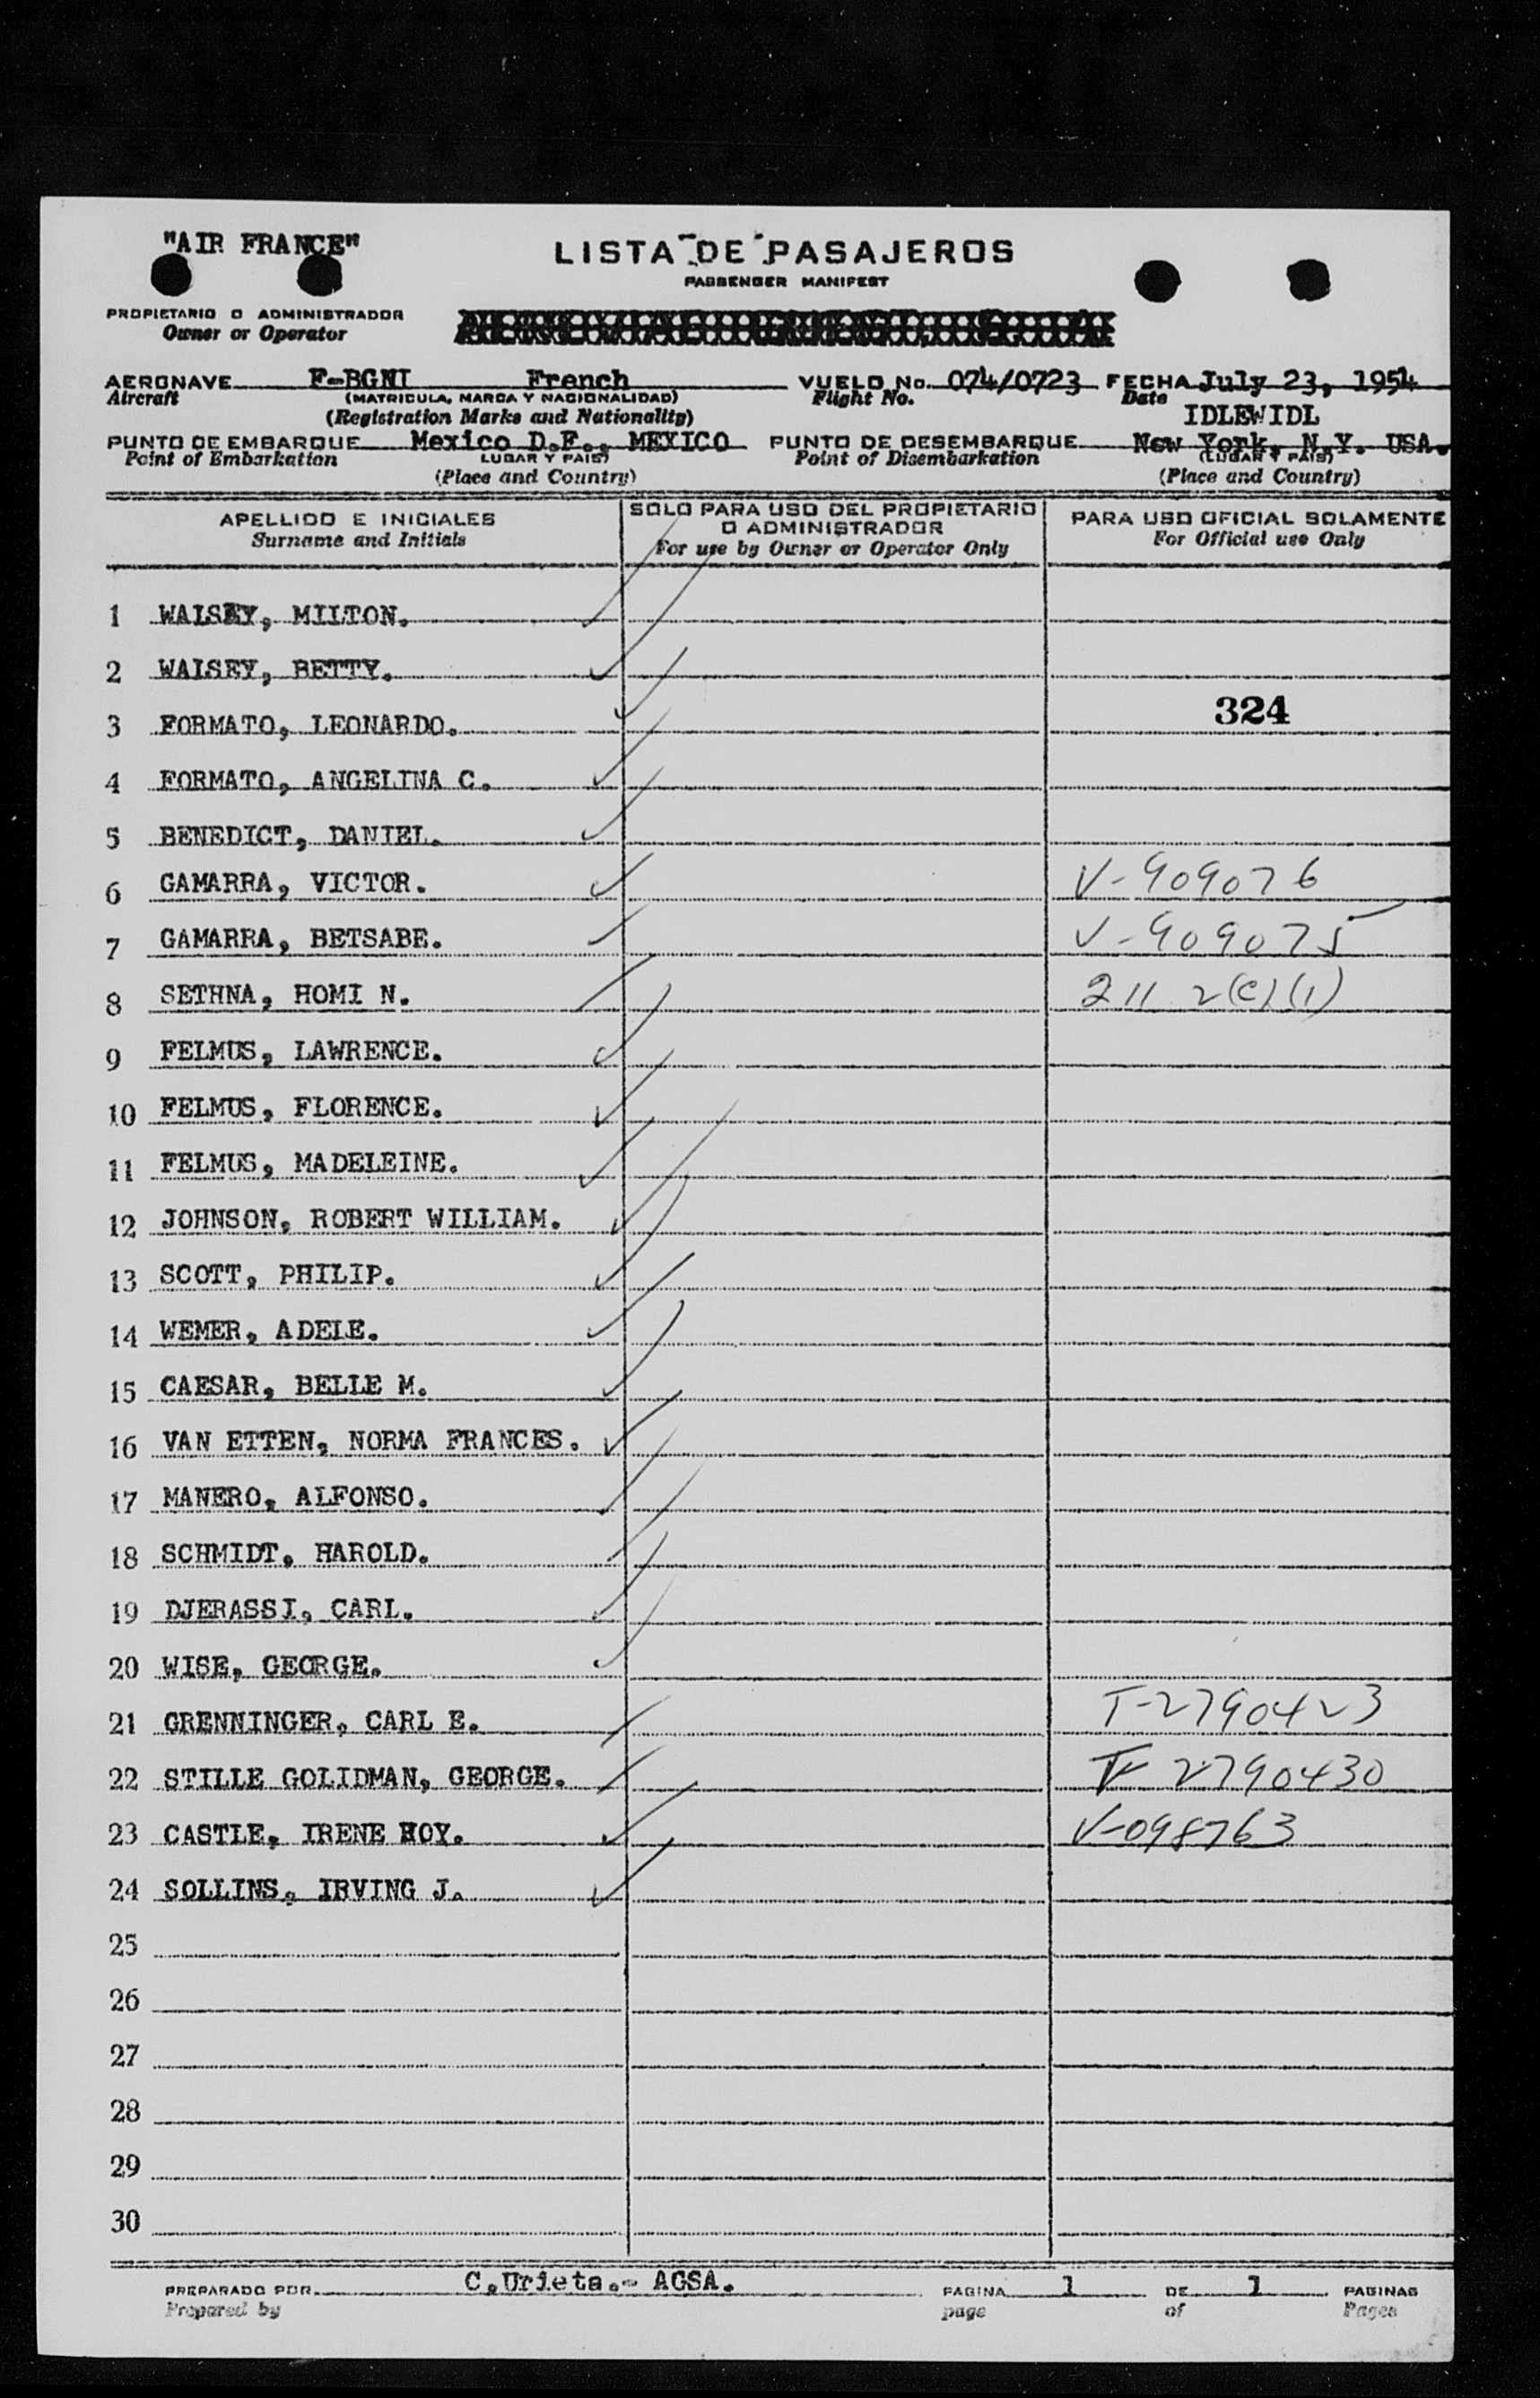 "AIR FRANCE"
LISTA DE PASAJEROS
PASSENGER MANIFEST
PROPIETARIO O ADMINISTRADOR
Owner or Operator
AERONAVE F-BGNI French VUELO No. 074/0723 FECHA July 23, 1954
Aircraft (MATRICULA, MARCA Y NACIONALIDAD) Flight No. Date
(Registration Marks and Nationality) IDLEWIDL
PUNTO DE EMBARQUE Mexico D.F., MEXICO PUNTO DE DESEMBARQUE New York, N.Y. USA.
Point of Embarkation LUGAR Y PAIS) Point of Disembarkation (LUGAR Y PAIS)
(Place and Country) (Place and Country)
APELLIDO E INICIALES SOLO PARA USO DEL PROPIETARIO O ADMINISTRADOR PARA USO OFICIAL SOLAMENTE
Surname and Initials For use by Owner or Operator Only For Official use Only
1 WAISEY, MILTON.
2 WAISEY, BETTY.
3 FORMATO, LEONARDO. 324
4 FORMATO, ANGELINA C.
5 BENEDICT, DANIEL.
6 GAMARRA, VICTOR. V-909076
7 GAMARRA, BETSABE. V-909075
8 SETHNA, HOMI N. 211 2(c)(1)
9 FELMUS, LAWRENCE.
10 FELMUS, FLORENCE.
11 FELMUS, MADELEINE.
12 JOHNSON, ROBERT WILLIAM.
13 SCOTT, PHILIP.
14 WEMER, ADELE.
15 CAESAR, BELLE M.
16 VAN ETTEN, NORMA FRANCES.
17 MANERO, ALFONSO.
18 SCHMIDT, HAROLD.
19 DJERASSI, CARL.
20 WISE, GEORGE.
21 GRENNINGER, CARL E. T-2790423
22 STILLE GOLIDMAN, GEORGE. T-2790430
23 CASTLE, IRENE HOY. V-098763
24 SOLLINS, IRVING J.
25
26
27
28
29
30
PREPARADO POR C.Urieta.- AGSA. PAGINA 1 DE 1 PAGINAS
Prepared by page of Pages